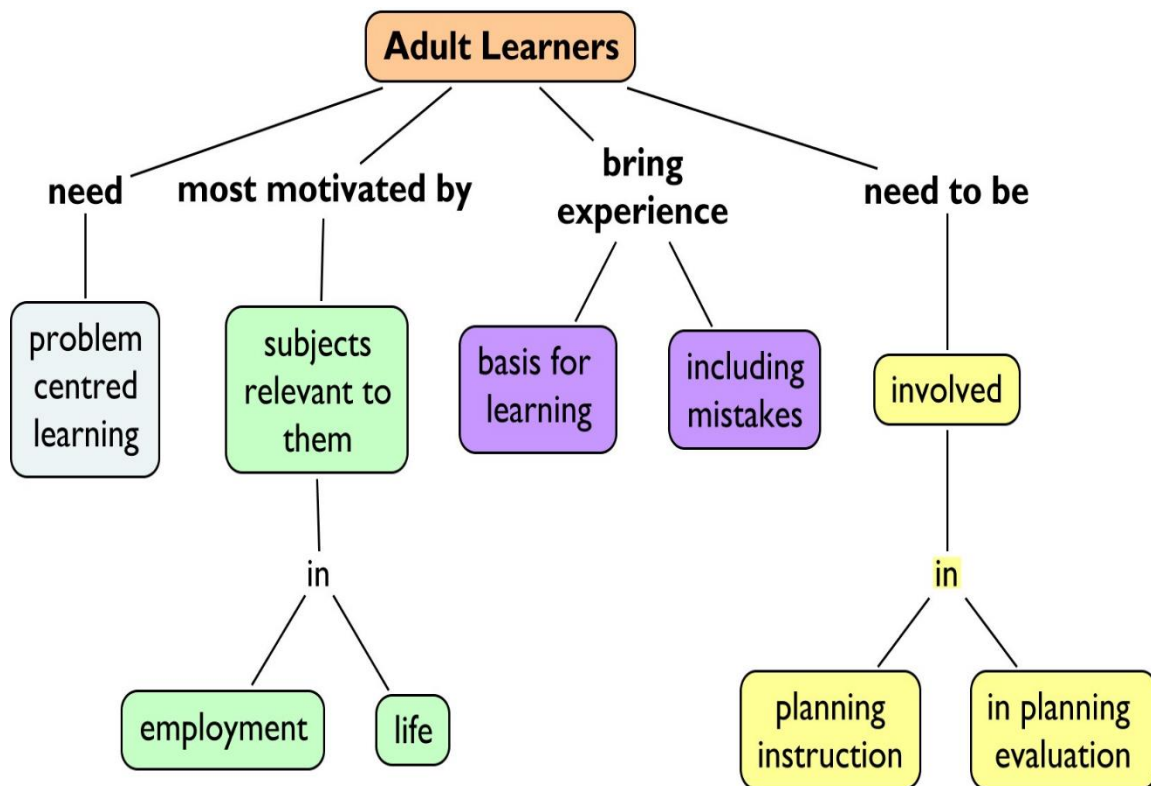 Adult Learners
need
most motivated by
bring
experience
need to be
problem
centred
learning
subjects
relevant to
them
basis for
learning
including
mistakes
involved
in
in
employment
life
planning
instruction
in planning
evaluation